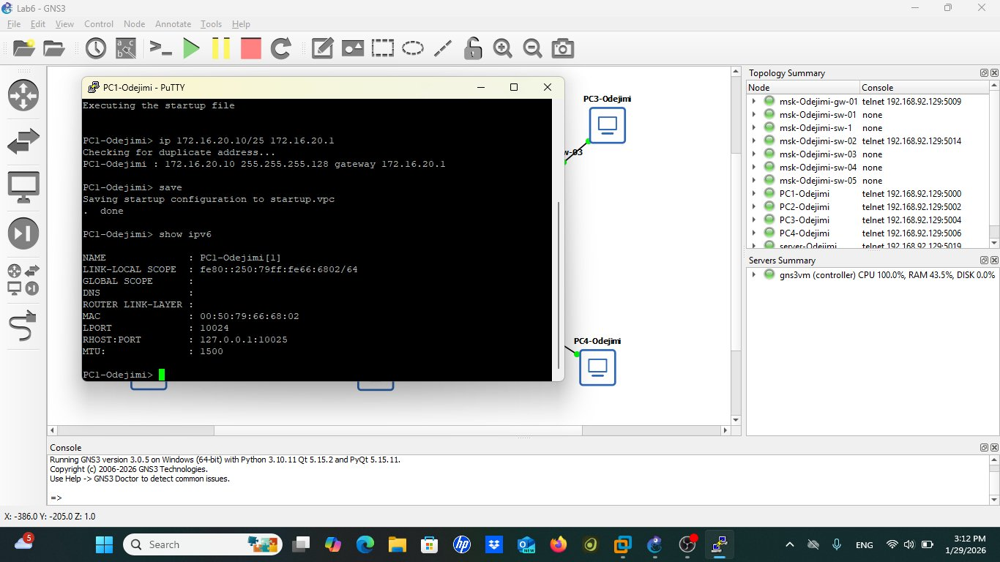 Lab6 - GNS3
File Edit View Control Node Annotate Tools Help
PC1-Odejimi - PuTTY
Executing the startup file
PC1-Odejimi> ip 172.16.20.10/25 172.16.20.1
Checking for duplicate address...
PC1-Odejimi : 172.16.20.10 255.255.255.128 gateway 172.16.20.1
PC1-Odejimi> save
Saving startup configuration to startup.vpc
. done
PC1-Odejimi> show ipv6
NAME : PC1-Odejimi[1]
LINK-LOCAL SCOPE : fe80::250:79ff:fe66:6802/64
GLOBAL SCOPE :
DNS :
ROUTER LINK-LAYER :
MAC : 00:50:79:66:68:02
LPORT : 10024
RHOST:PORT : 127.0.0.1:10025
MTU: : 1500
PC1-Odejimi>
PC3-Odejimi
w-03
PC4-Odejimi
Topology Summary
Node Console
msk-Odejimi-gw-01 telnet 192.168.92.129:5009
msk-Odejimi-sw-01 none
msk-Odejimi-sw-1 none
msk-Odejimi-sw-02 telnet 192.168.92.129:5014
msk-Odejimi-sw-03 none
msk-Odejimi-sw-04 none
msk-Odejimi-sw-05 none
PC1-Odejimi telnet 192.168.92.129:5000
PC2-Odejimi telnet 192.168.92.129:5002
PC3-Odejimi telnet 192.168.92.129:5004
PC4-Odejimi telnet 192.168.92.129:5006
server-Odejimi telnet 192.168.92.129:5019
Servers Summary
gns3vm (controller) CPU 100.0%, RAM 43.5%, DISK 0.0%
Console
Running GNS3 version 3.0.5 on Windows (64-bit) with Python 3.10.11 Qt 5.15.2 and PyQt 5.15.11.
Copyright (c) 2006-2026 GNS3 Technologies.
Use Help -> GNS3 Doctor to detect common issues.
=>
X: -386.0 Y: -205.0 Z: 1.0
5
Search
hp
NEW
ENG
3:12 PM
1/29/2026